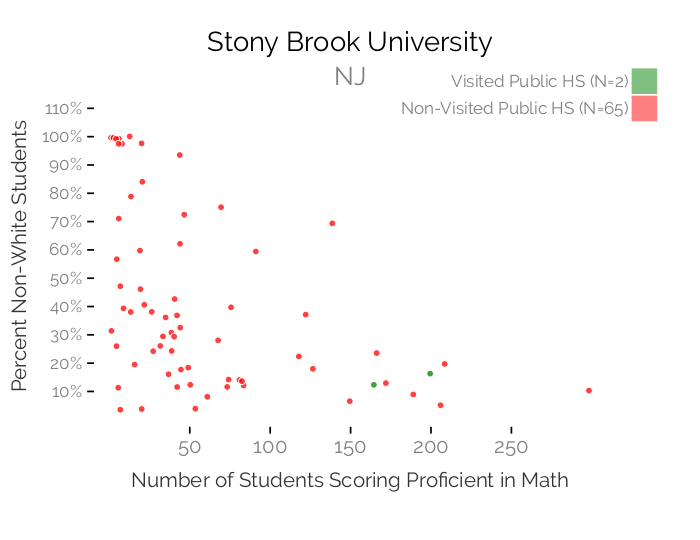 Stony Brook University
NJ
Visited Public HS (N=2)
Non-Visited Public HS (N=65)
Percent Non-White Students
110%
100%
90%
80%
70%
60%
50%
40%
30%
20%
10%
50 100 150 200 250
Number of Students Scoring Proficient in Math